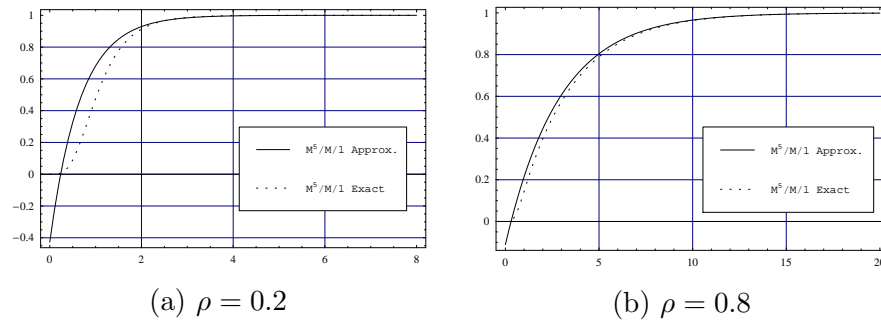 1
0.8
0.6
0.4
0.2
0
−0.2
−0.4
0 2 4 6 8
M⁵/M/1 Approx.
M⁵/M/1 Exact
(a) ρ = 0.2
1
0.8
0.6
0.4
0.2
0
0 5 10 15 20
M⁵/M/1 Approx.
M⁵/M/1 Exact
(b) ρ = 0.8